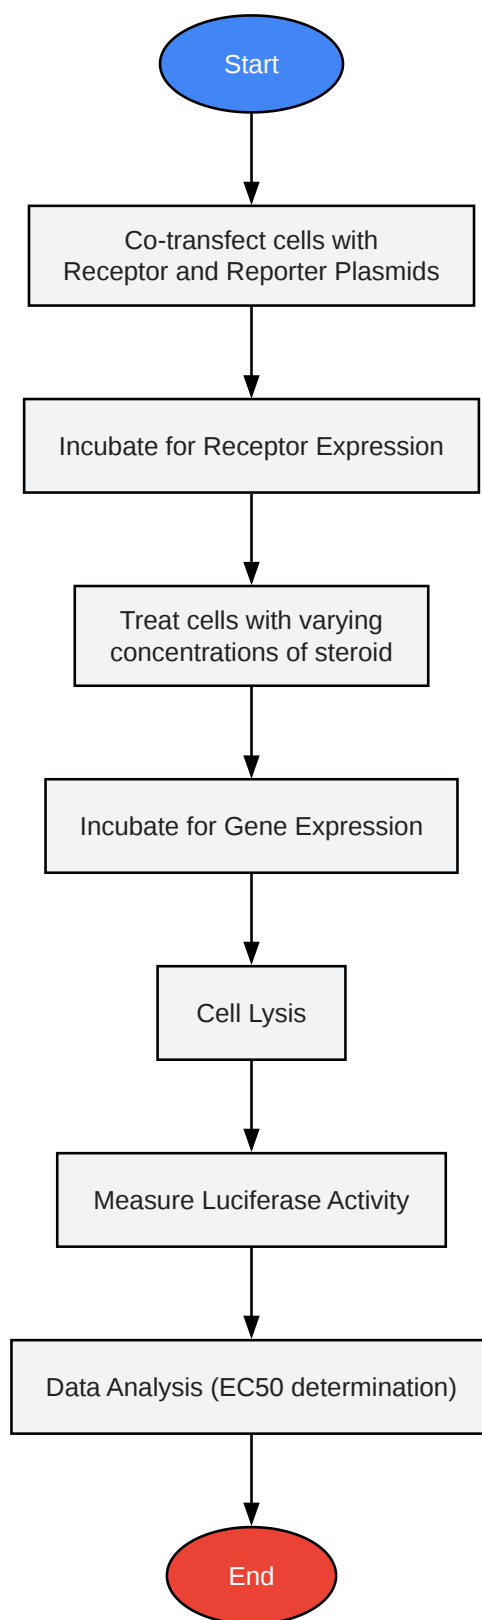 Start
Co-transfect cells with
Receptor and Reporter Plasmids
Incubate for Receptor Expression
Treat cells with varying
concentrations of steroid
Incubate for Gene Expression
Cell Lysis
Measure Luciferase Activity
Data Analysis (EC50 determination)
End